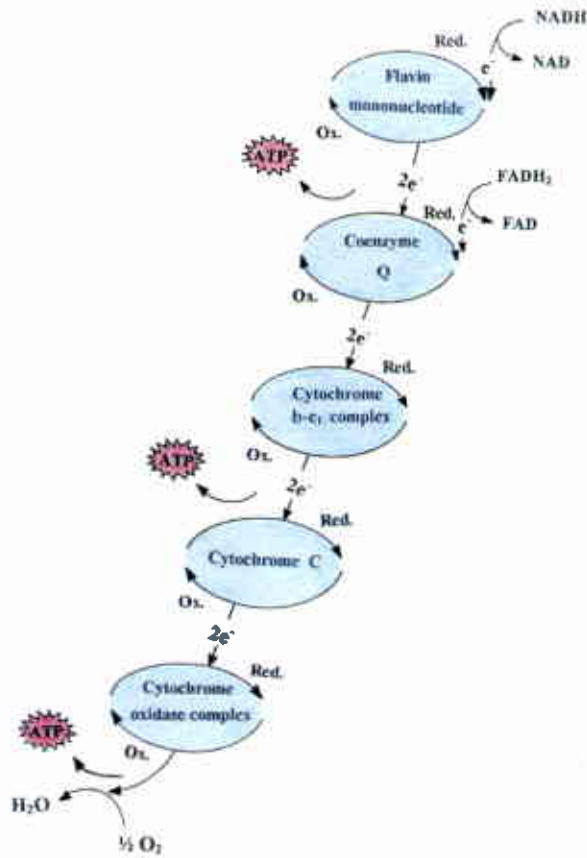 NADH
Red.
NAD
e⁻
Flavin
mononucleotide
Ox.
ATP
2e⁻
FADH₂
Red.
e⁻
FAD
Coenzyme
Q
Ox.
2e⁻
Red.
Cytochrome
b-c₁ complex
Ox.
ATP
2e⁻
Red.
Cytochrome C
Ox.
2e⁻
Red.
Cytochrome
oxidase complex
ATP
Ox.
H₂O
½ O₂